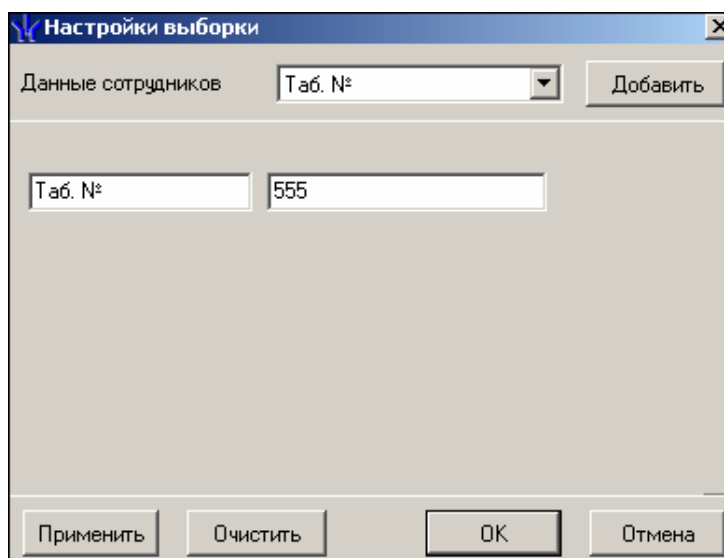 Настройки выборки
Данные сотрудников Таб. № Добавить
Таб. № 555
Применить Очистить OK Отмена